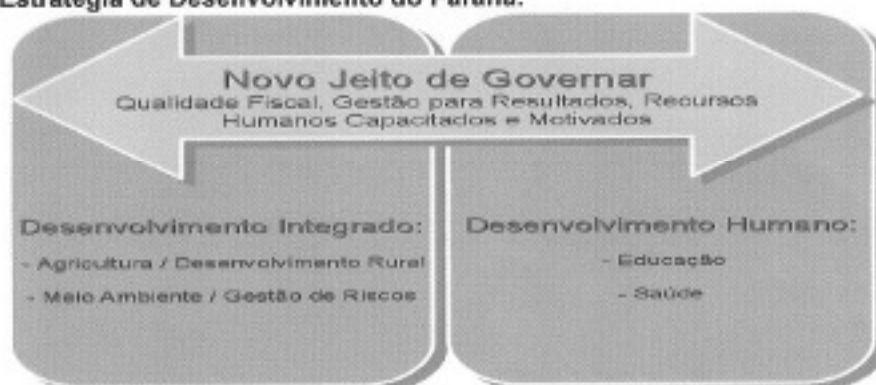 Estratégia de Desenvolvimento do Paraná.
Novo Jeito de Governar
Qualidade Fiscal, Gestão para Resultados, Recursos
Humanos Capacitados e Motivados
Desenvolvimento Integrado:
- Agricultura / Desenvolvimento Rural
- Meio Ambiente / Gestão de Riscos
Desenvolvimento Humano:
- Educação
- Saúde